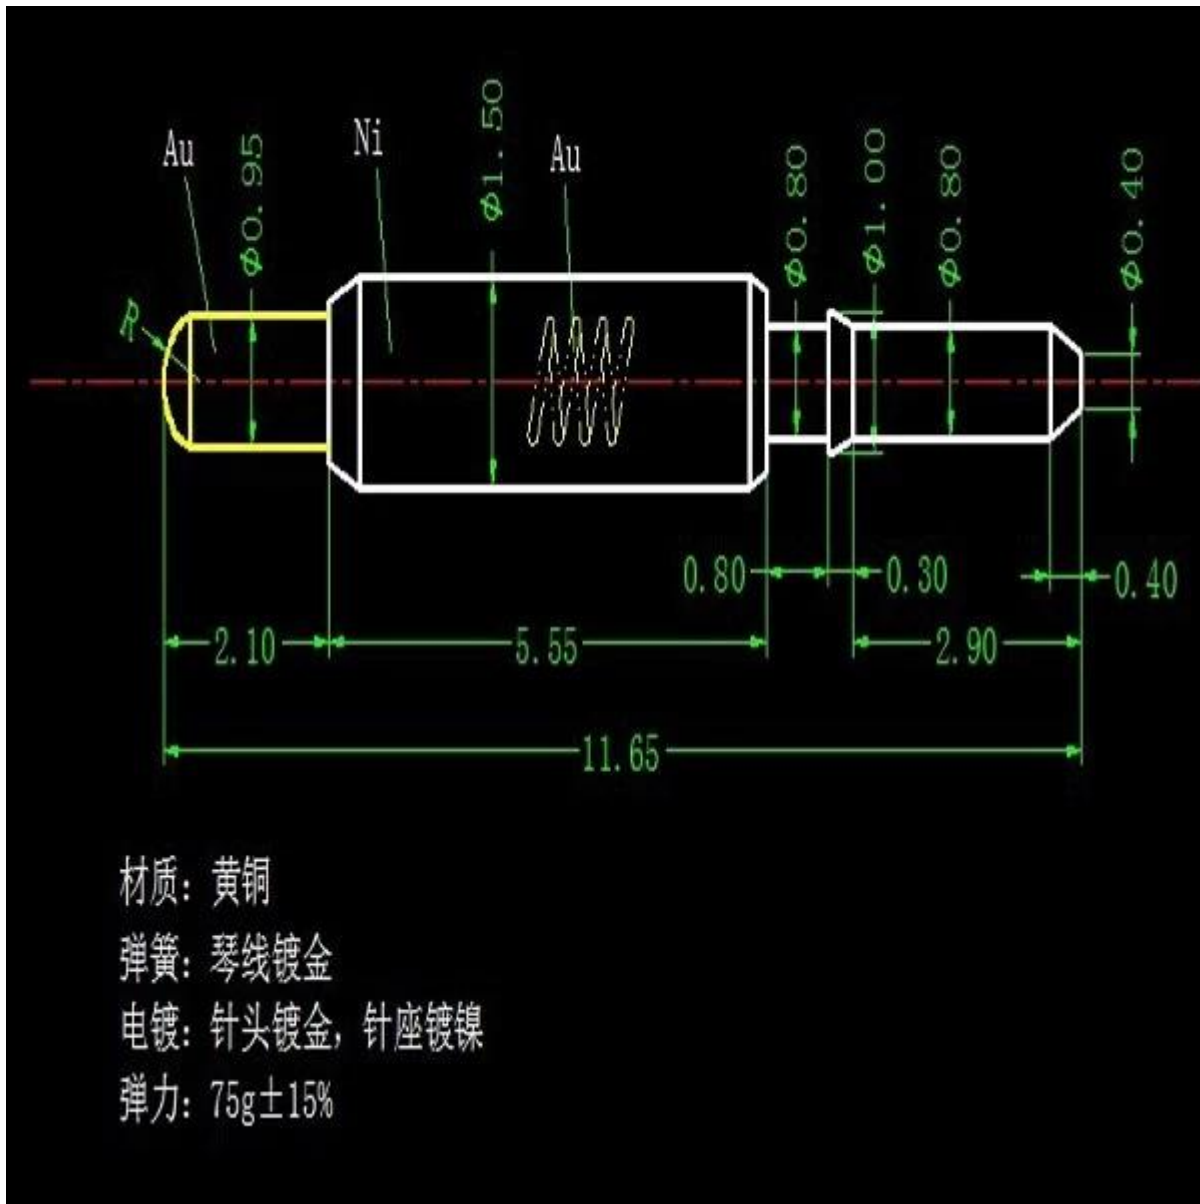 Au
Φ0.95
Ni
Φ1.50
Au
Φ0.80
Φ1.00
Φ0.80
Φ0.40
R
0.80
0.30
0.40
2.10
5.55
2.90
11.65
材质：黄铜
弹簧：琴线镀金
电镀：针头镀金，针座镀镍
弹力：75g±15%